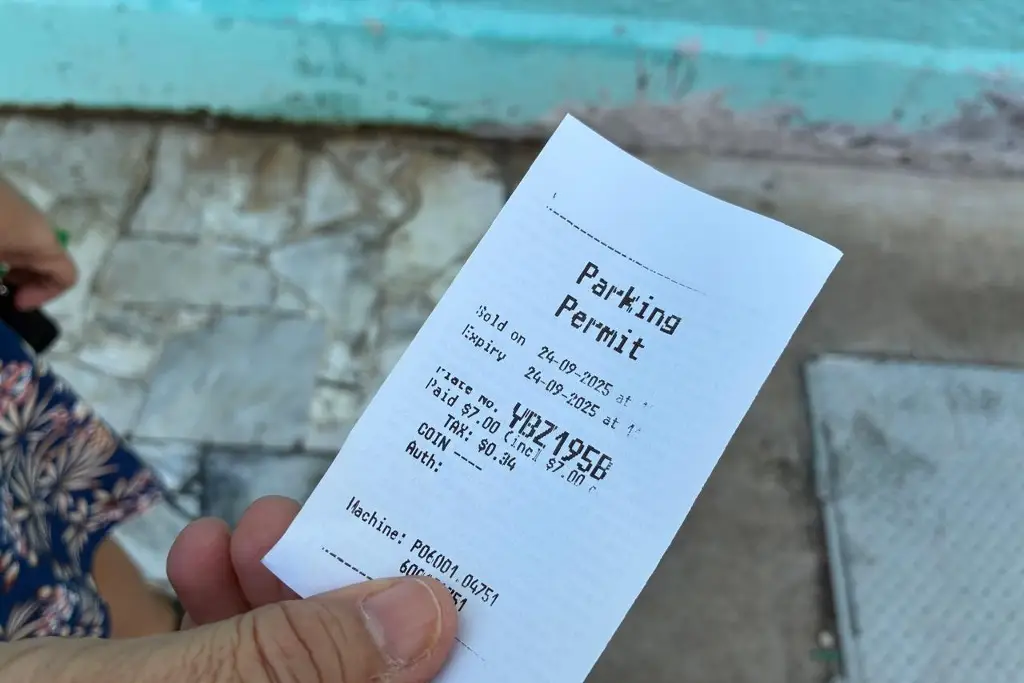 Parking
Permit
Sold on 24-09-2025 at
Expiry 24-09-2025 at
Plate no. YBZ195B
Paid $7.00 (incl $7.00
TAX: $0.34
COIN ----
Auth:
Machine: P06001.04751